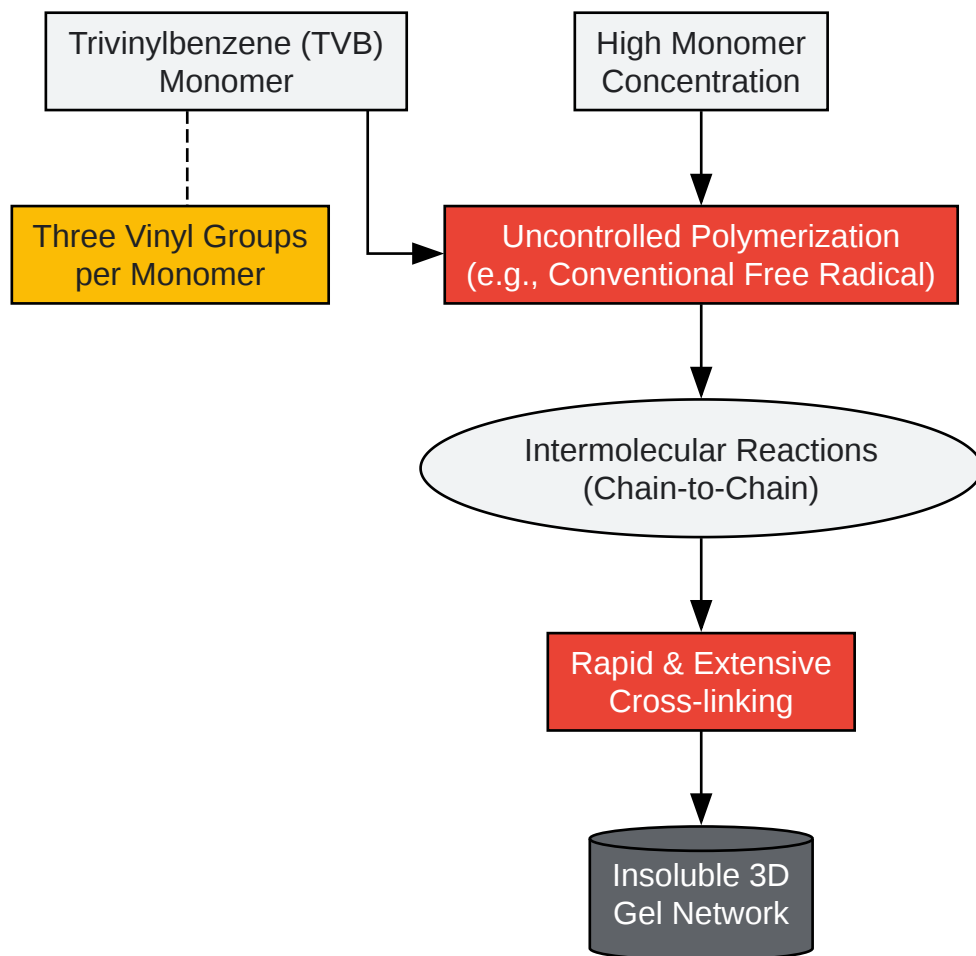 Trivinylbenzene (TVB)
Monomer
High Monomer
Concentration
Three Vinyl Groups
per Monomer
Uncontrolled Polymerization
(e.g., Conventional Free Radical)
Intermolecular Reactions
(Chain-to-Chain)
Rapid & Extensive
Cross-linking
Insoluble 3D
Gel Network